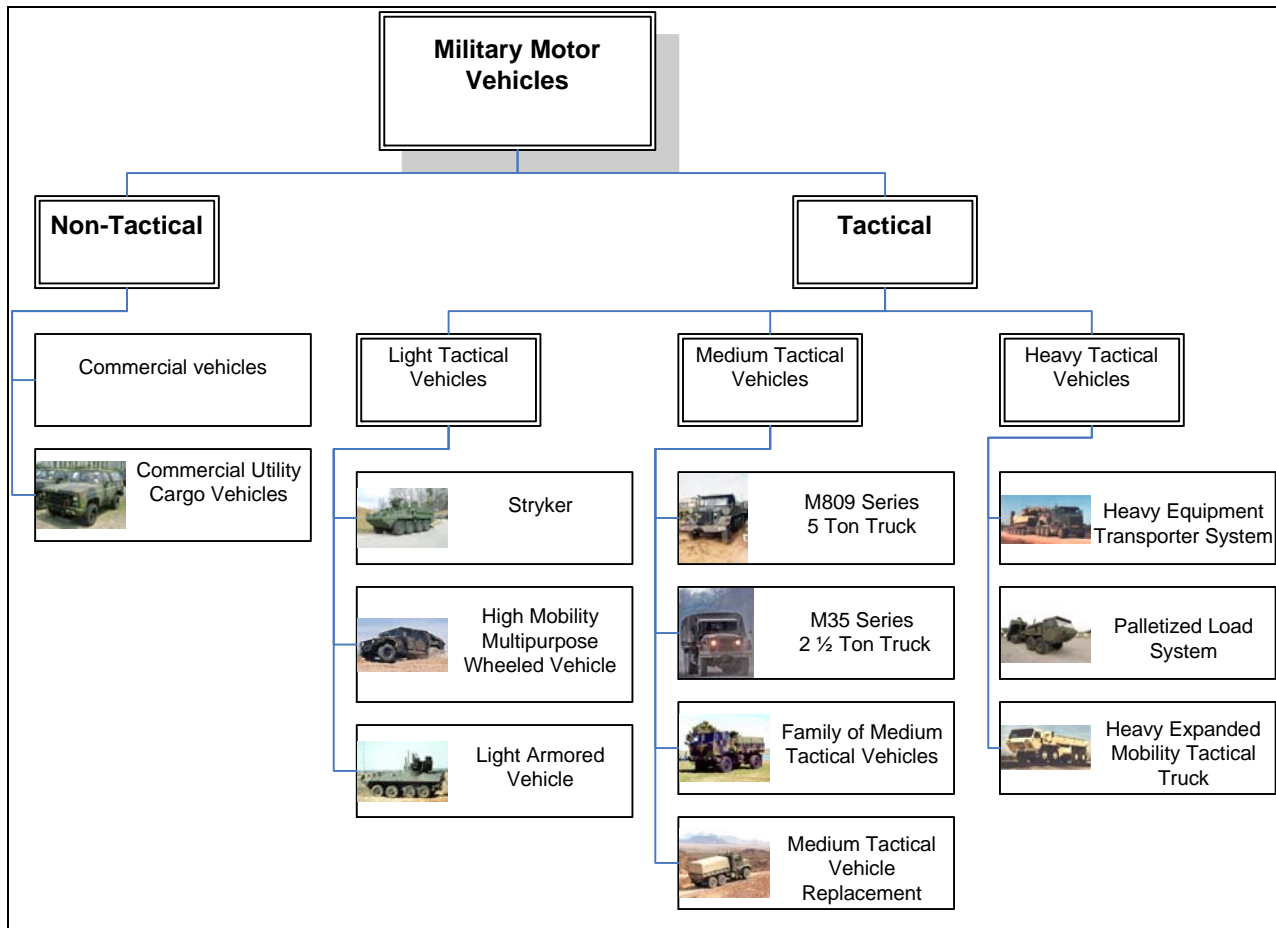 Military Motor
Vehicles
Non-Tactical
Tactical
Commercial vehicles
Commercial Utility
Cargo Vehicles
Light Tactical
Vehicles
Stryker
High Mobility
Multipurpose
Wheeled Vehicle
Light Armored
Vehicle
Medium Tactical
Vehicles
M809 Series
5 Ton Truck
M35 Series
2 ½ Ton Truck
Family of Medium
Tactical Vehicles
Medium Tactical
Vehicle
Replacement
Heavy Tactical
Vehicles
Heavy Equipment
Transporter System
Palletized Load
System
Heavy Expanded
Mobility Tactical
Truck